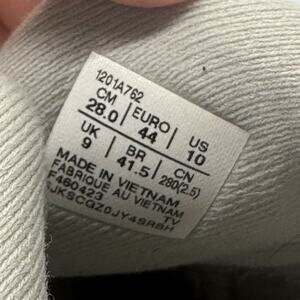 1201A762
CM EURO US
28.0 44 10
UK BR CN
9 41.5 280(2.5)
MADE IN VIETNAM
FABRIQUE AU VIETNAM
F460423 TV